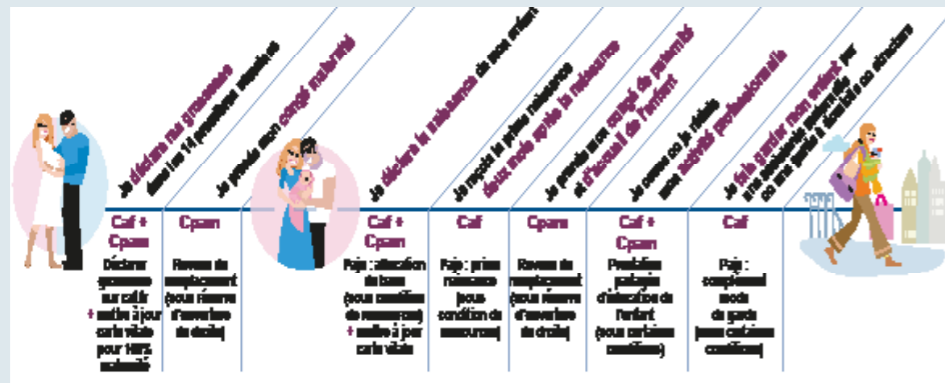 Je déclare ma grossesse
dans les 14 premières semaines
Je prends mon congé maternité
Je déclare la naissance de mon enfant
Je reçois la prime naissance
deux mois après la naissance
Je prends mon congé de paternité
et d'accueil de l'enfant
Je cesse ou je réduis
mon activité professionnelle
Je fais garder mon enfant par
une assistante maternelle
ou une garde à domicile ou structure
Caf +
Cpam
Déclarer
grossesse
sur caf.fr
+ mettre à jour
carte vitale
pour 100%
maternité
Cpam
Revenu de
remplacement
(sous réserve
d'ouverture
de droits)
Caf +
Cpam
Paje : allocation
de base
(sous conditions
de ressources)
+ mettre à jour
carte vitale
Caf
Paje : prime
naissance
(sous
condition de
ressources)
Cpam
Revenu de
remplacement
(sous réserve
d'ouverture
de droits)
Caf +
Cpam
Prestation
partagée
d'éducation de
l'enfant
(sous certaines
conditions)
Caf
Paje :
complément
mode
de garde
(sous certaines
conditions)